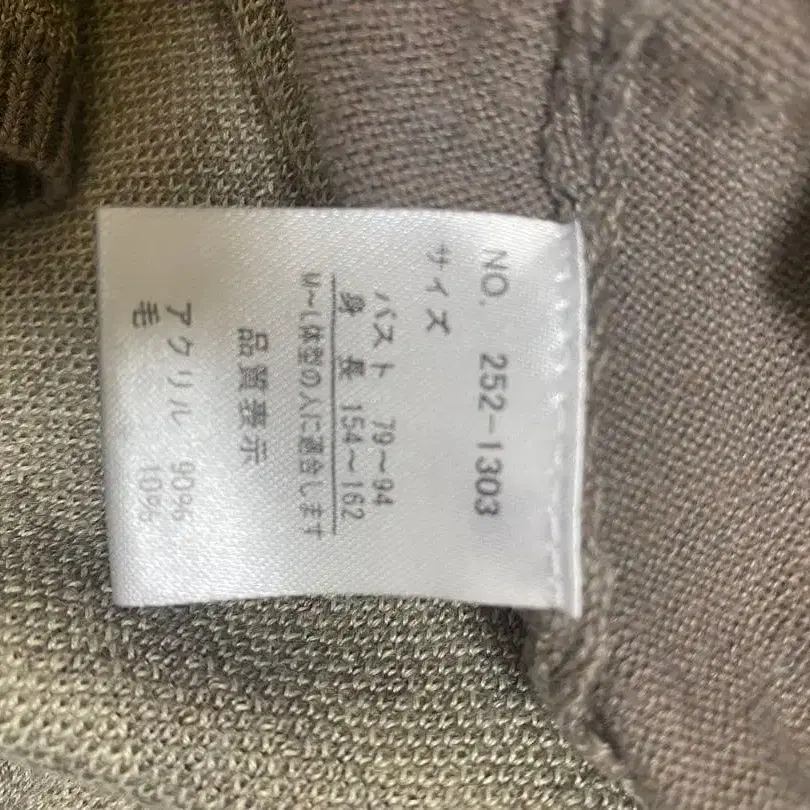 NO. 252-1303
サイズ
バスト 79〜94
身長 154〜162
M〜L体型の人に適合します
品質表示
アクリル 90%
毛 10%